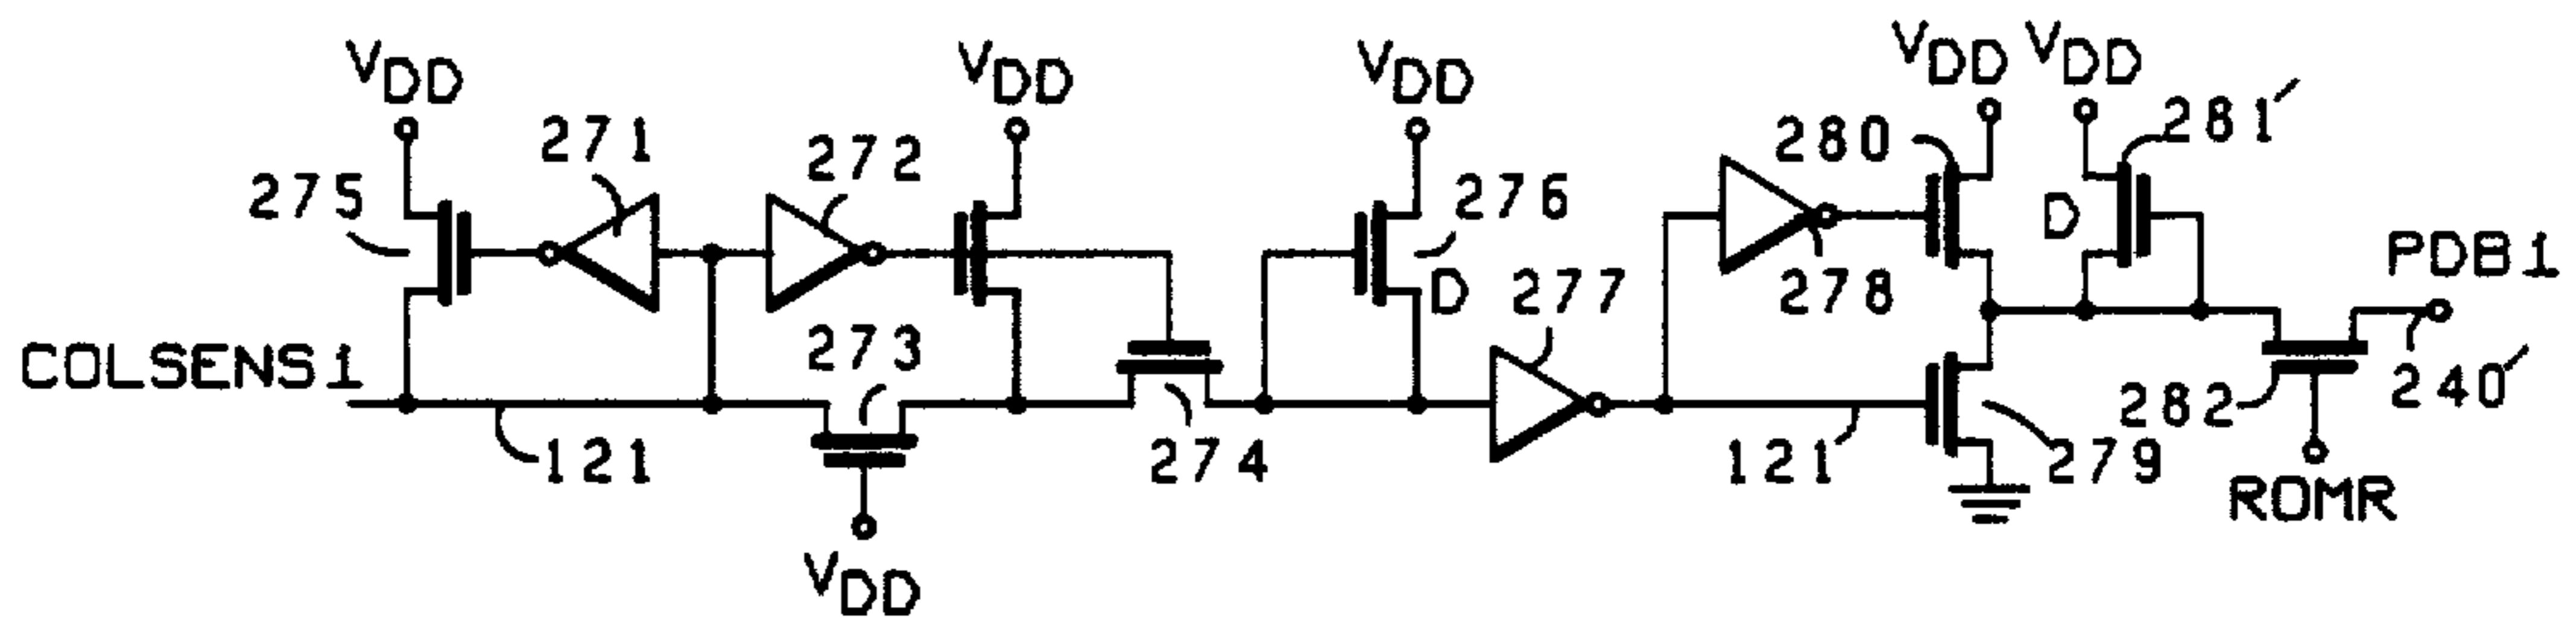 VDD
VDD
VDD
VDD VDD
271
272
280
281'
275
276
D
D
277
278
PDB1
COLSENS1
273
240'
282
121
274
121
279
ROMR
VDD